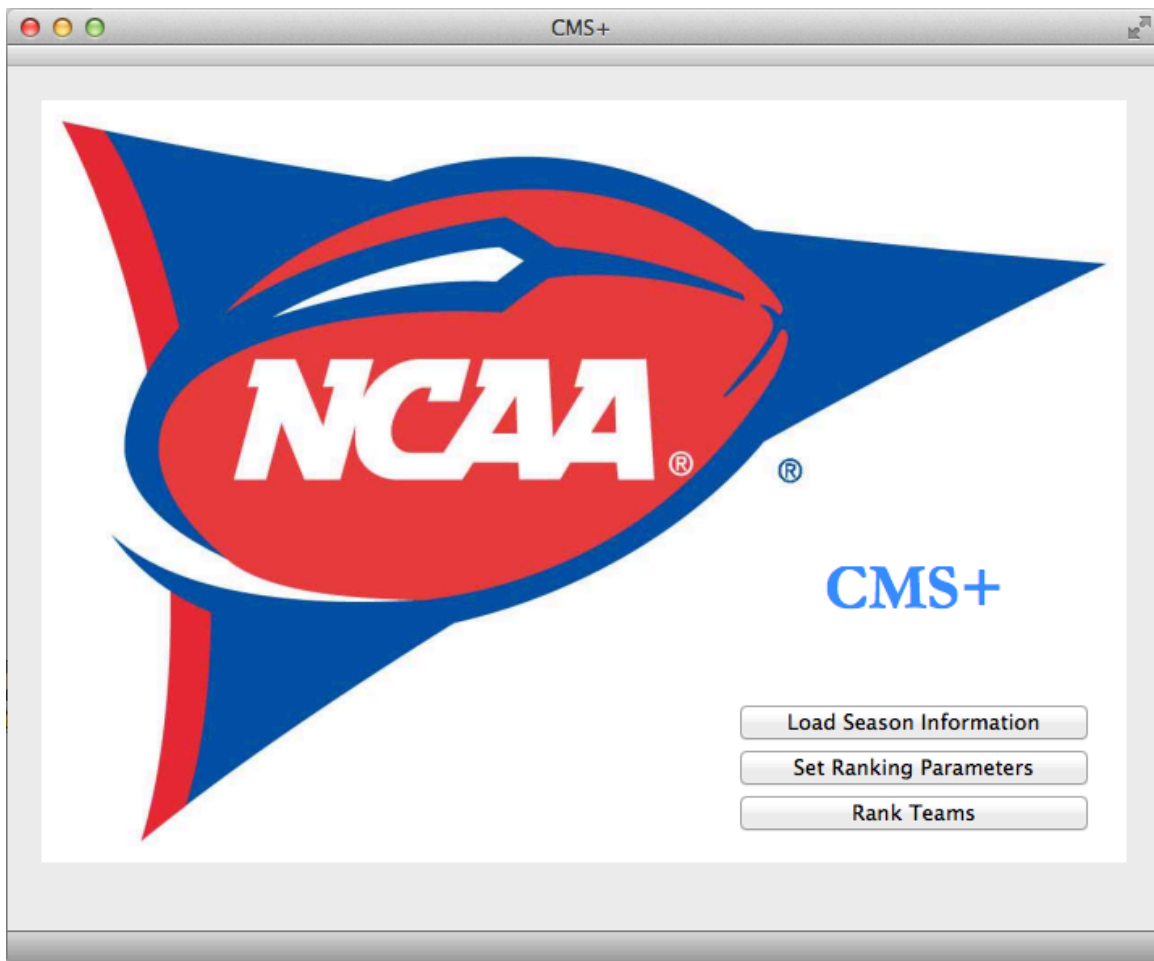 CMS+
NCAA ®
®
CMS+
Load Season Information
Set Ranking Parameters
Rank Teams